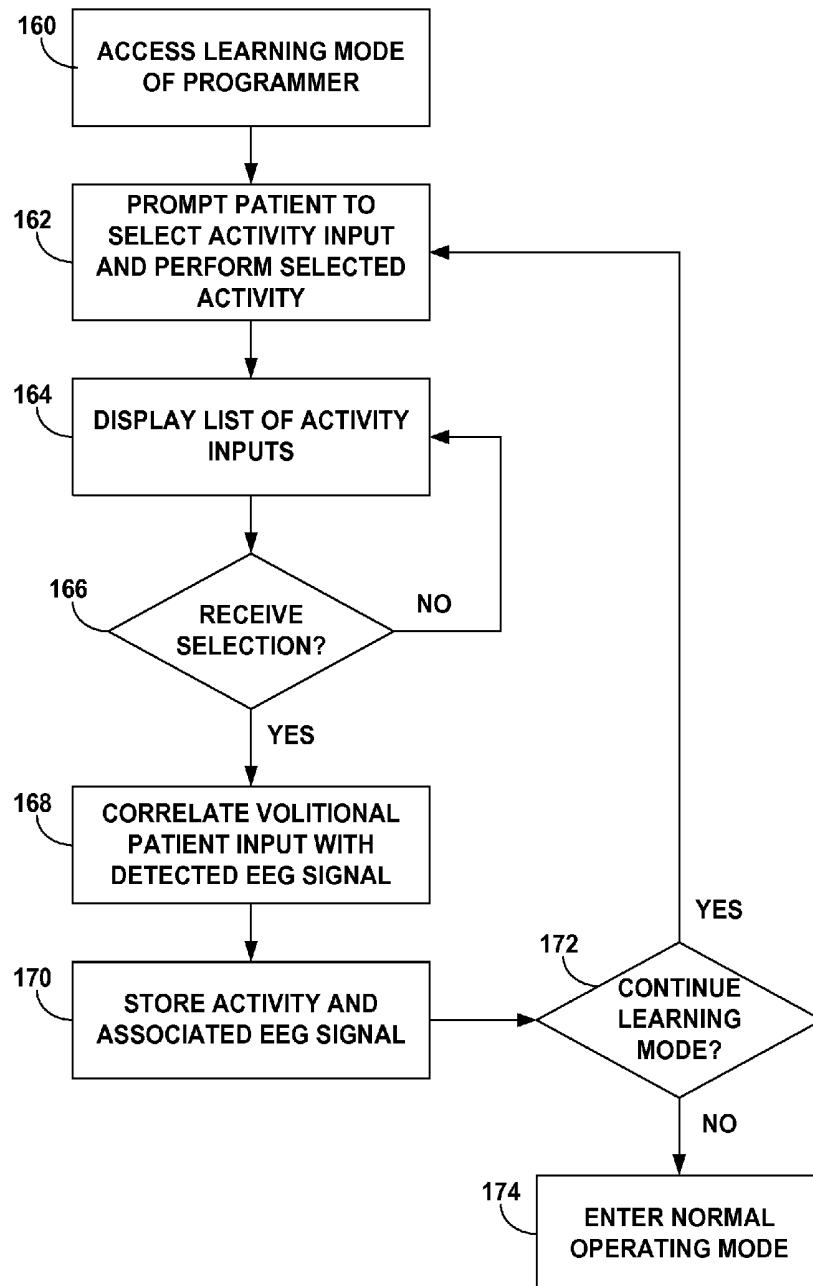 160
ACCESS LEARNING MODE
OF PROGRAMMER
162
PROMPT PATIENT TO
SELECT ACTIVITY INPUT
AND PERFORM SELECTED
ACTIVITY
164
DISPLAY LIST OF ACTIVITY
INPUTS
166
RECEIVE
SELECTION?
NO
YES
168
CORRELATE VOLITIONAL
PATIENT INPUT WITH
DETECTED EEG SIGNAL
170
STORE ACTIVITY AND
ASSOCIATED EEG SIGNAL
172
CONTINUE
LEARNING
MODE?
YES
NO
174
ENTER NORMAL
OPERATING MODE